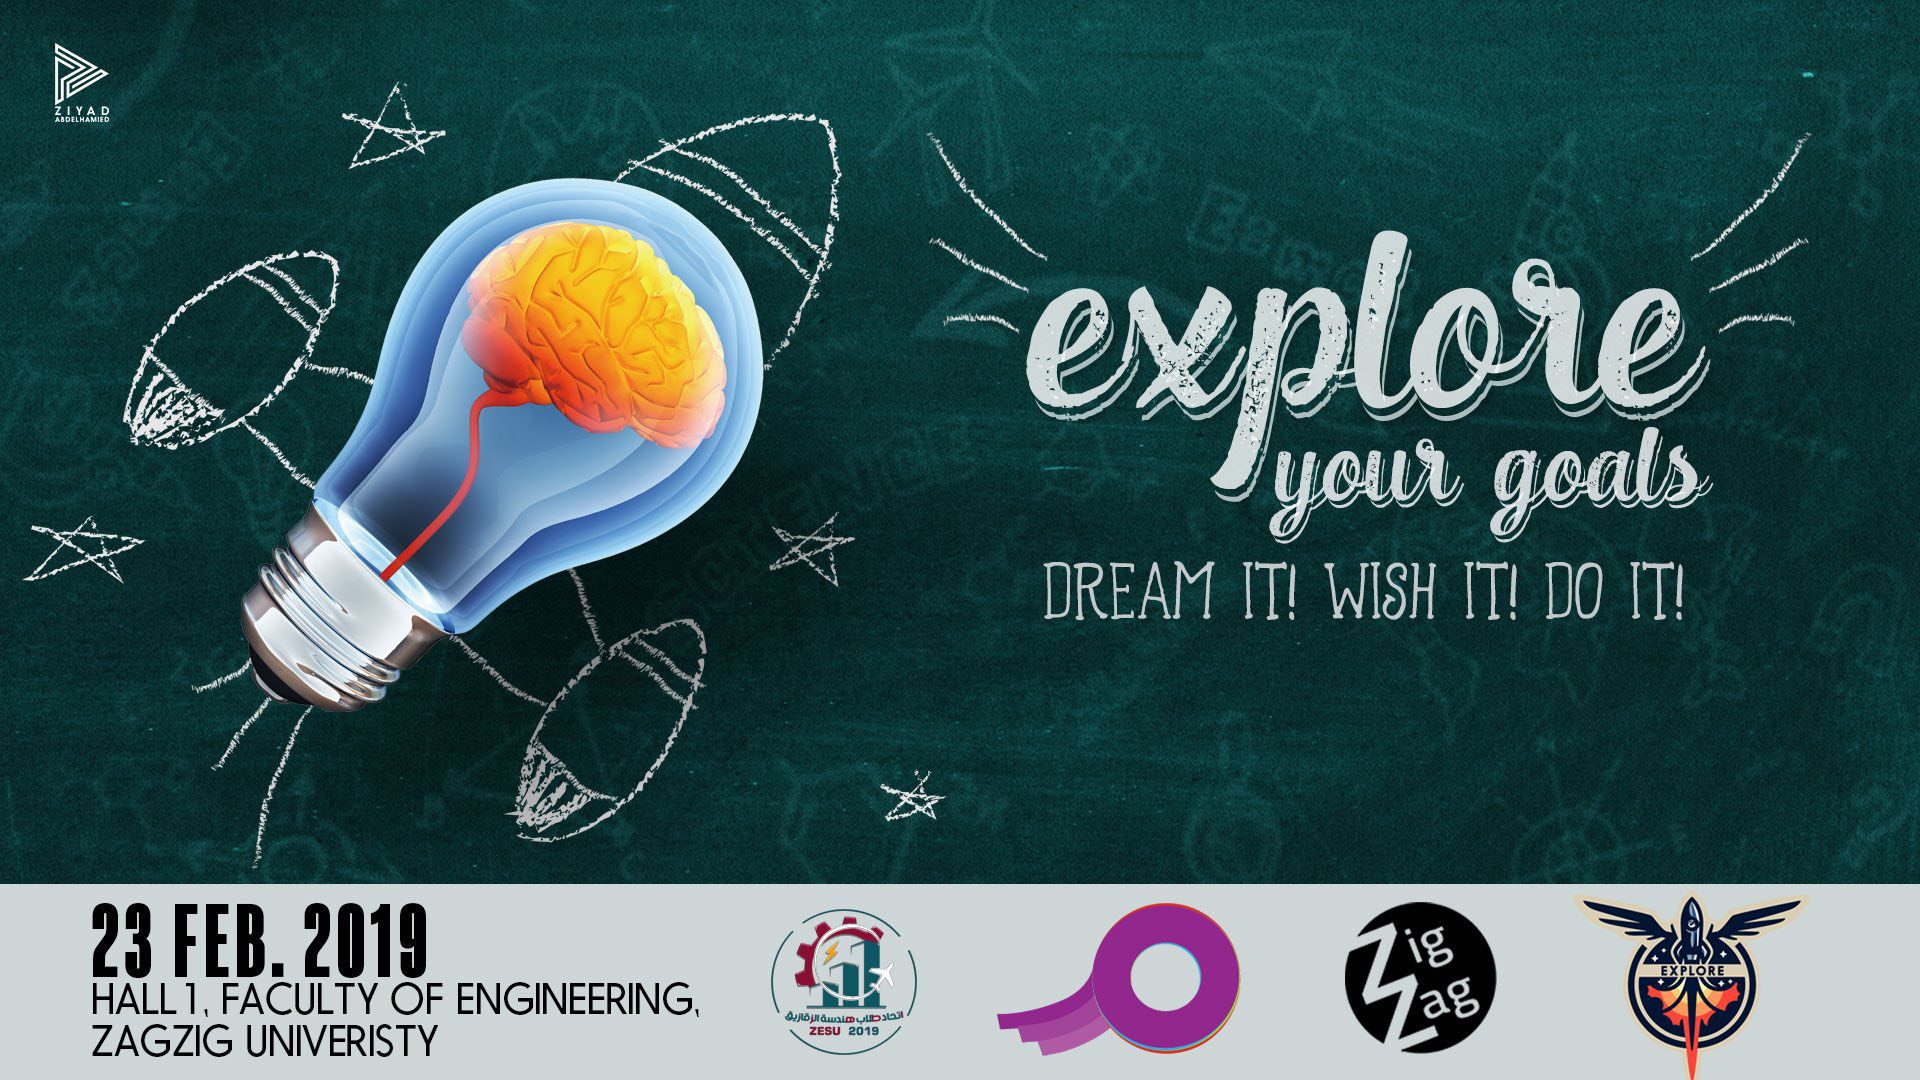 ZIYAD
ABDELHAMIED
explore
your goals
DREAM IT! WISH IT! DO IT!
23 FEB. 2019
HALL 1, FACULTY OF ENGINEERING,
ZAGZIG UNIVERISTY
اتحاد طلاب هندسة الزقازيق
ZESU 2019
Zig
Zag
EXPLORE